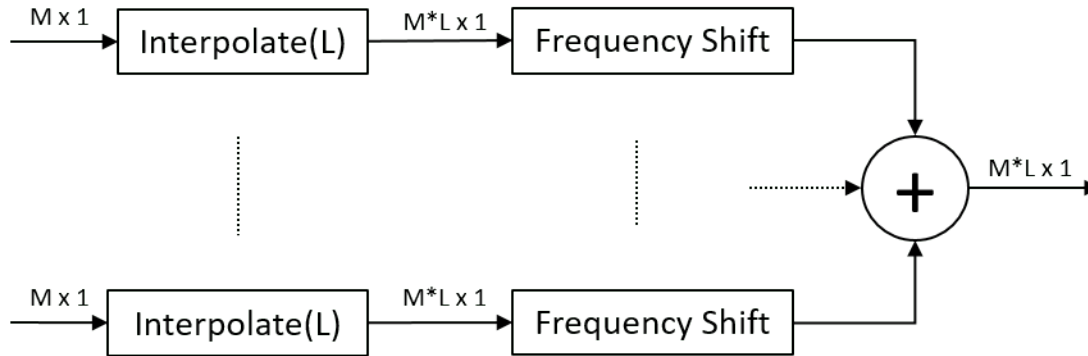 M x 1
Interpolate(L)
M*L x 1
Frequency Shift
+
M*L x 1
M x 1
Interpolate(L)
M*L x 1
Frequency Shift